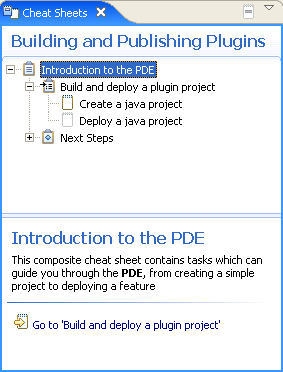 Cheat Sheets
Building and Publishing Plugins
Introduction to the PDE
Build and deploy a plugin project
Create a java project
Deploy a java project
Next Steps
Introduction to the PDE
This composite cheat sheet contains tasks which can
guide you through the PDE, from creating a simple
project to deploying a feature
Go to 'Build and deploy a plugin project'